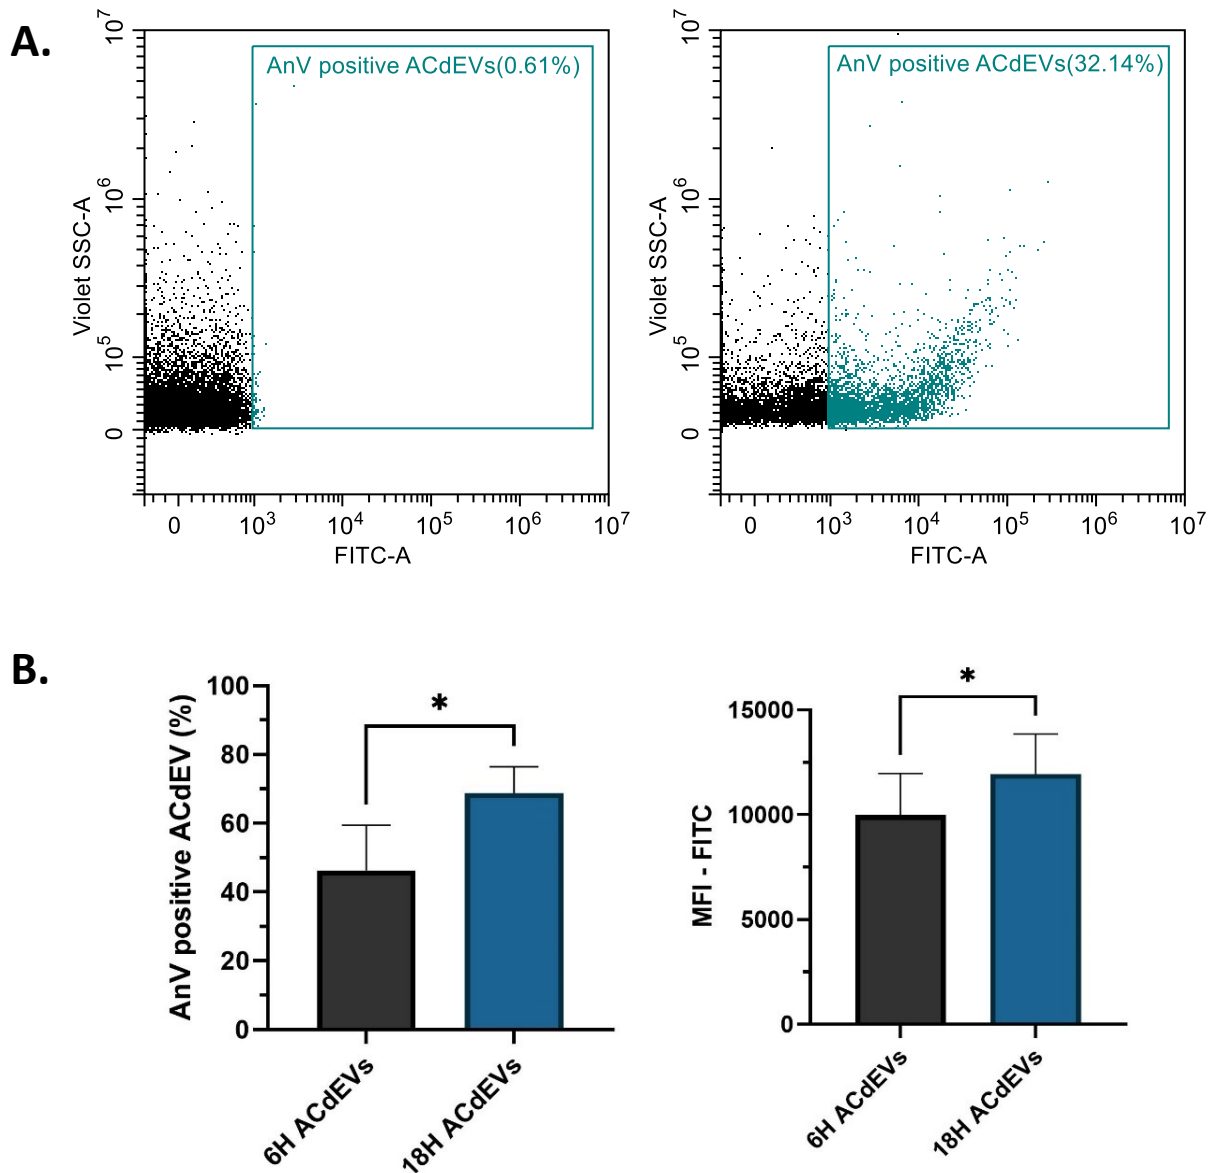 A.
10^7
10^6
10^5
0
Violet SSC-A
AnV positive ACdEVs(0.61%)
0 10^3 10^4 10^5 10^6 10^7
FITC-A
10^7
10^6
10^5
0
Violet SSC-A
AnV positive ACdEVs(32.14%)
0 10^3 10^4 10^5 10^6 10^7
FITC-A
B.
AnV positive ACdEV (%)
100
80
60
40
20
0
*
6H ACdEVs
18H ACdEVs
MFI - FITC
15000
10000
5000
0
*
6H ACdEVs
18H ACdEVs